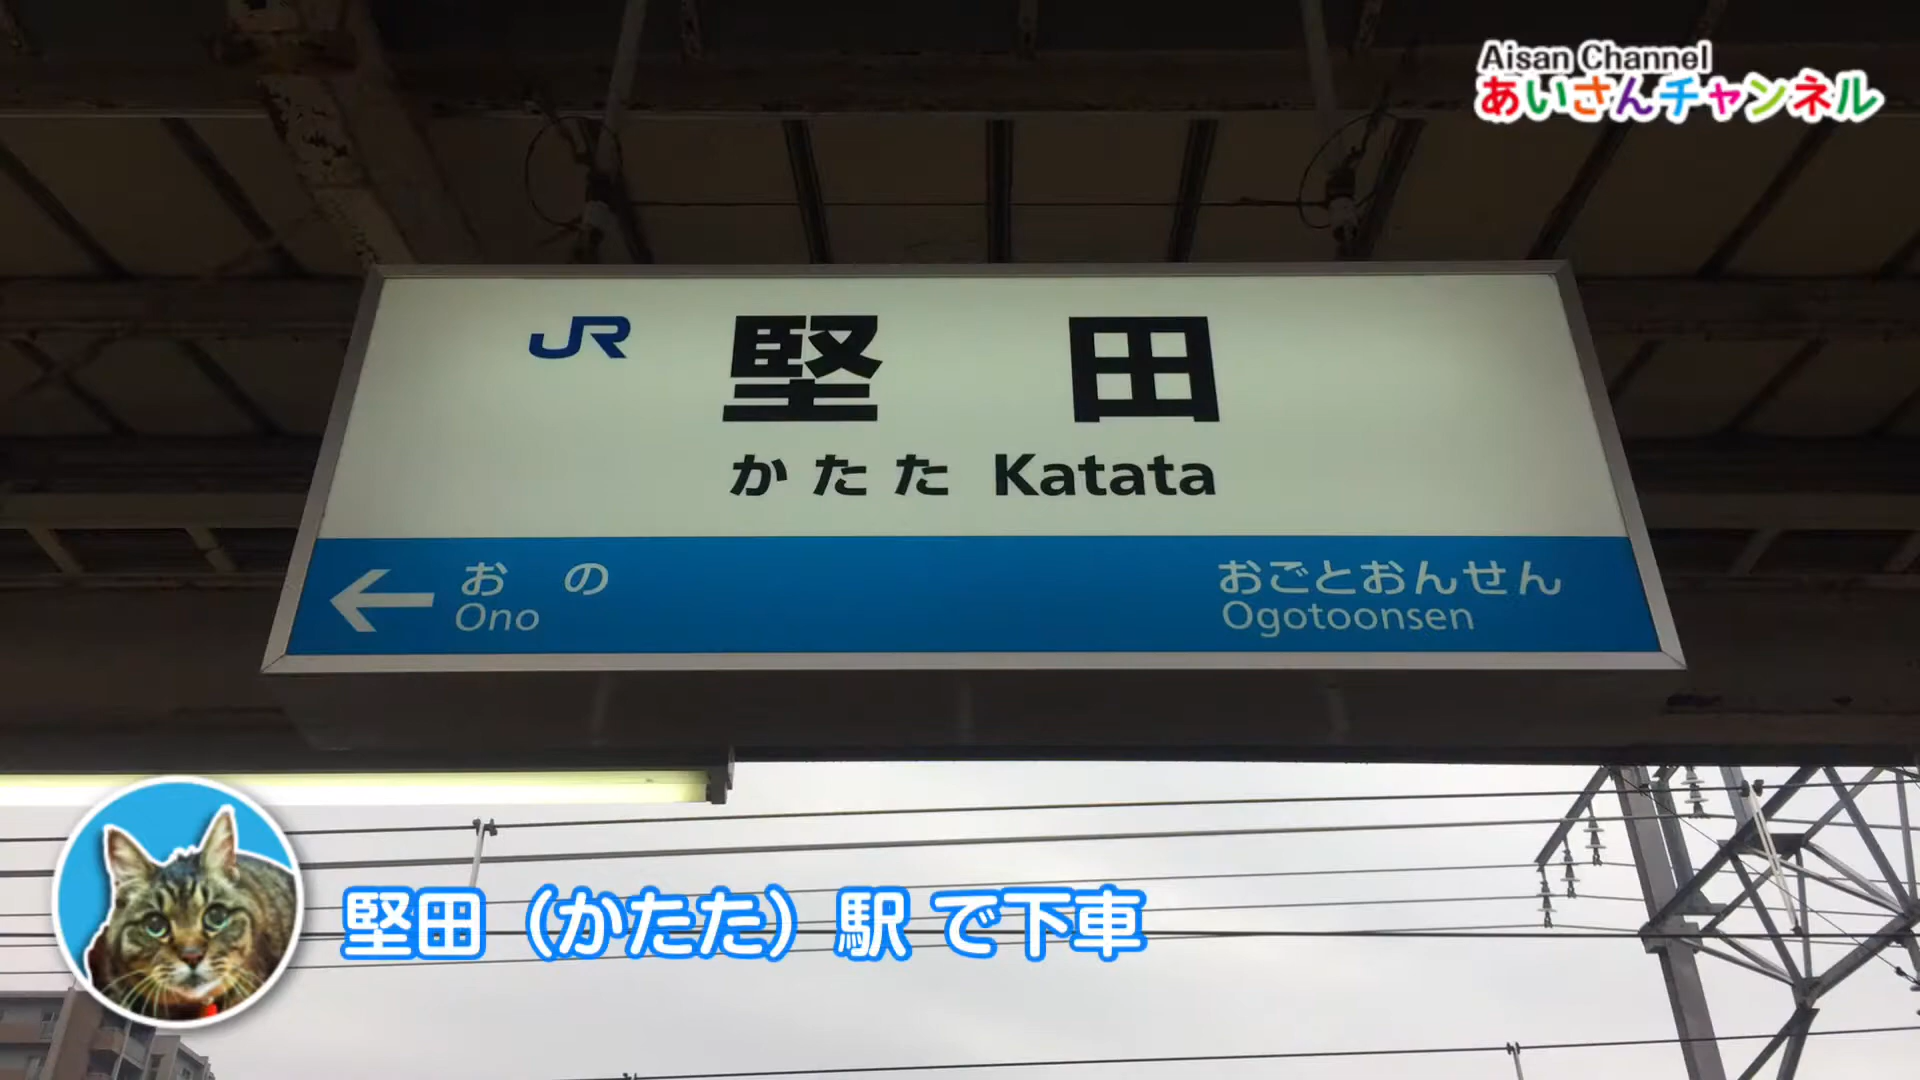 Aisan Channel
あいさんチャンネル
JR 堅田
かたた Katata
おの
Ono
おごとおんせん
Ogotoonsen
堅田（かたた）駅で下車